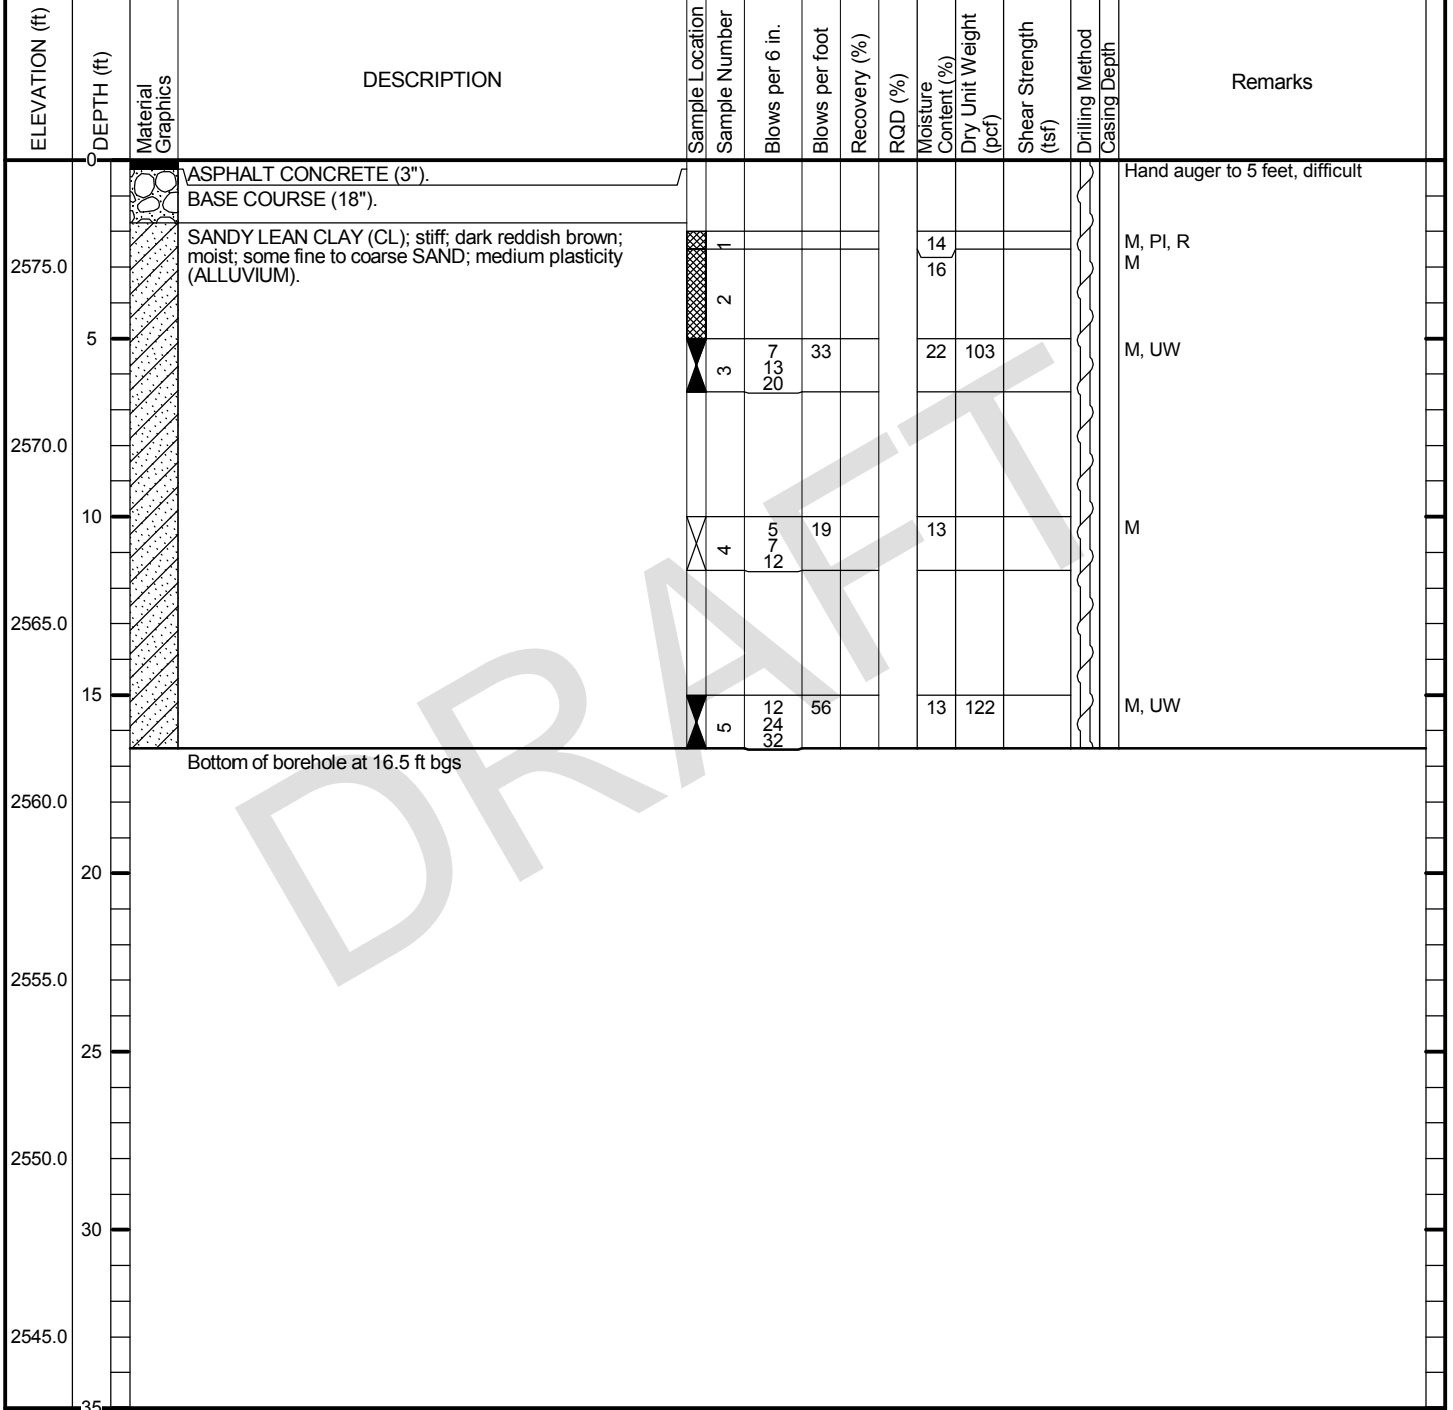 ELEVATION (ft)
DEPTH (ft)
Material
Graphics
DESCRIPTION
Sample Location
Sample Number
Blows per 6 in.
Blows per foot
Recovery (%)
RQD (%)
Moisture
Content (%)
Dry Unit Weight
(pcf)
Shear Strength
(tsf)
Drilling Method
Casing Depth
Remarks
0
ASPHALT CONCRETE (3").
Hand auger to 5 feet, difficult
BASE COURSE (18").
SANDY LEAN CLAY (CL); stiff; dark reddish brown;
moist; some fine to coarse SAND; medium plasticity
(ALLUVIUM).
1
14
M, PI, R
2575.0
2
16
M
5
3
7
13
20
33
22
103
M, UW
2570.0
10
4
5
7
12
19
13
M
2565.0
15
5
12
24
32
56
13
122
M, UW
Bottom of borehole at 16.5 ft bgs
2560.0
20
2555.0
25
2550.0
30
2545.0
35
DRAFT